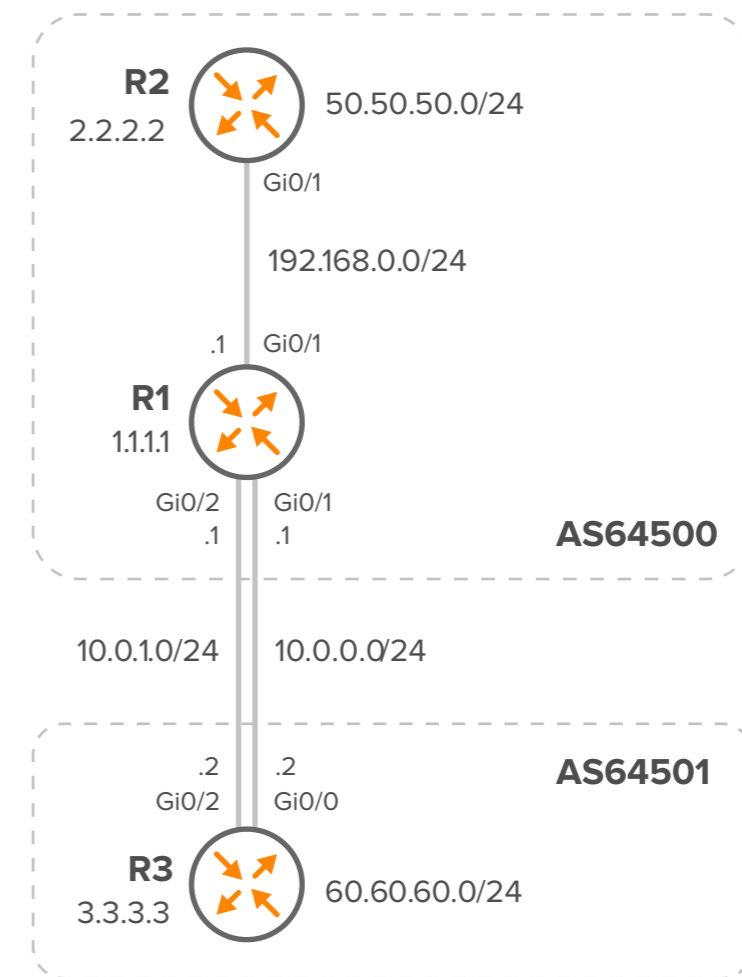 R2
2.2.2.2
50.50.50.0/24
Gi0/1
192.168.0.0/24
.1 Gi0/1
R1
1.1.1.1
Gi0/2 Gi0/1
.1 .1
AS64500
10.0.1.0/24 10.0.0.0/24
AS64501
.2 .2
Gi0/2 Gi0/0
R3
3.3.3.3
60.60.60.0/24